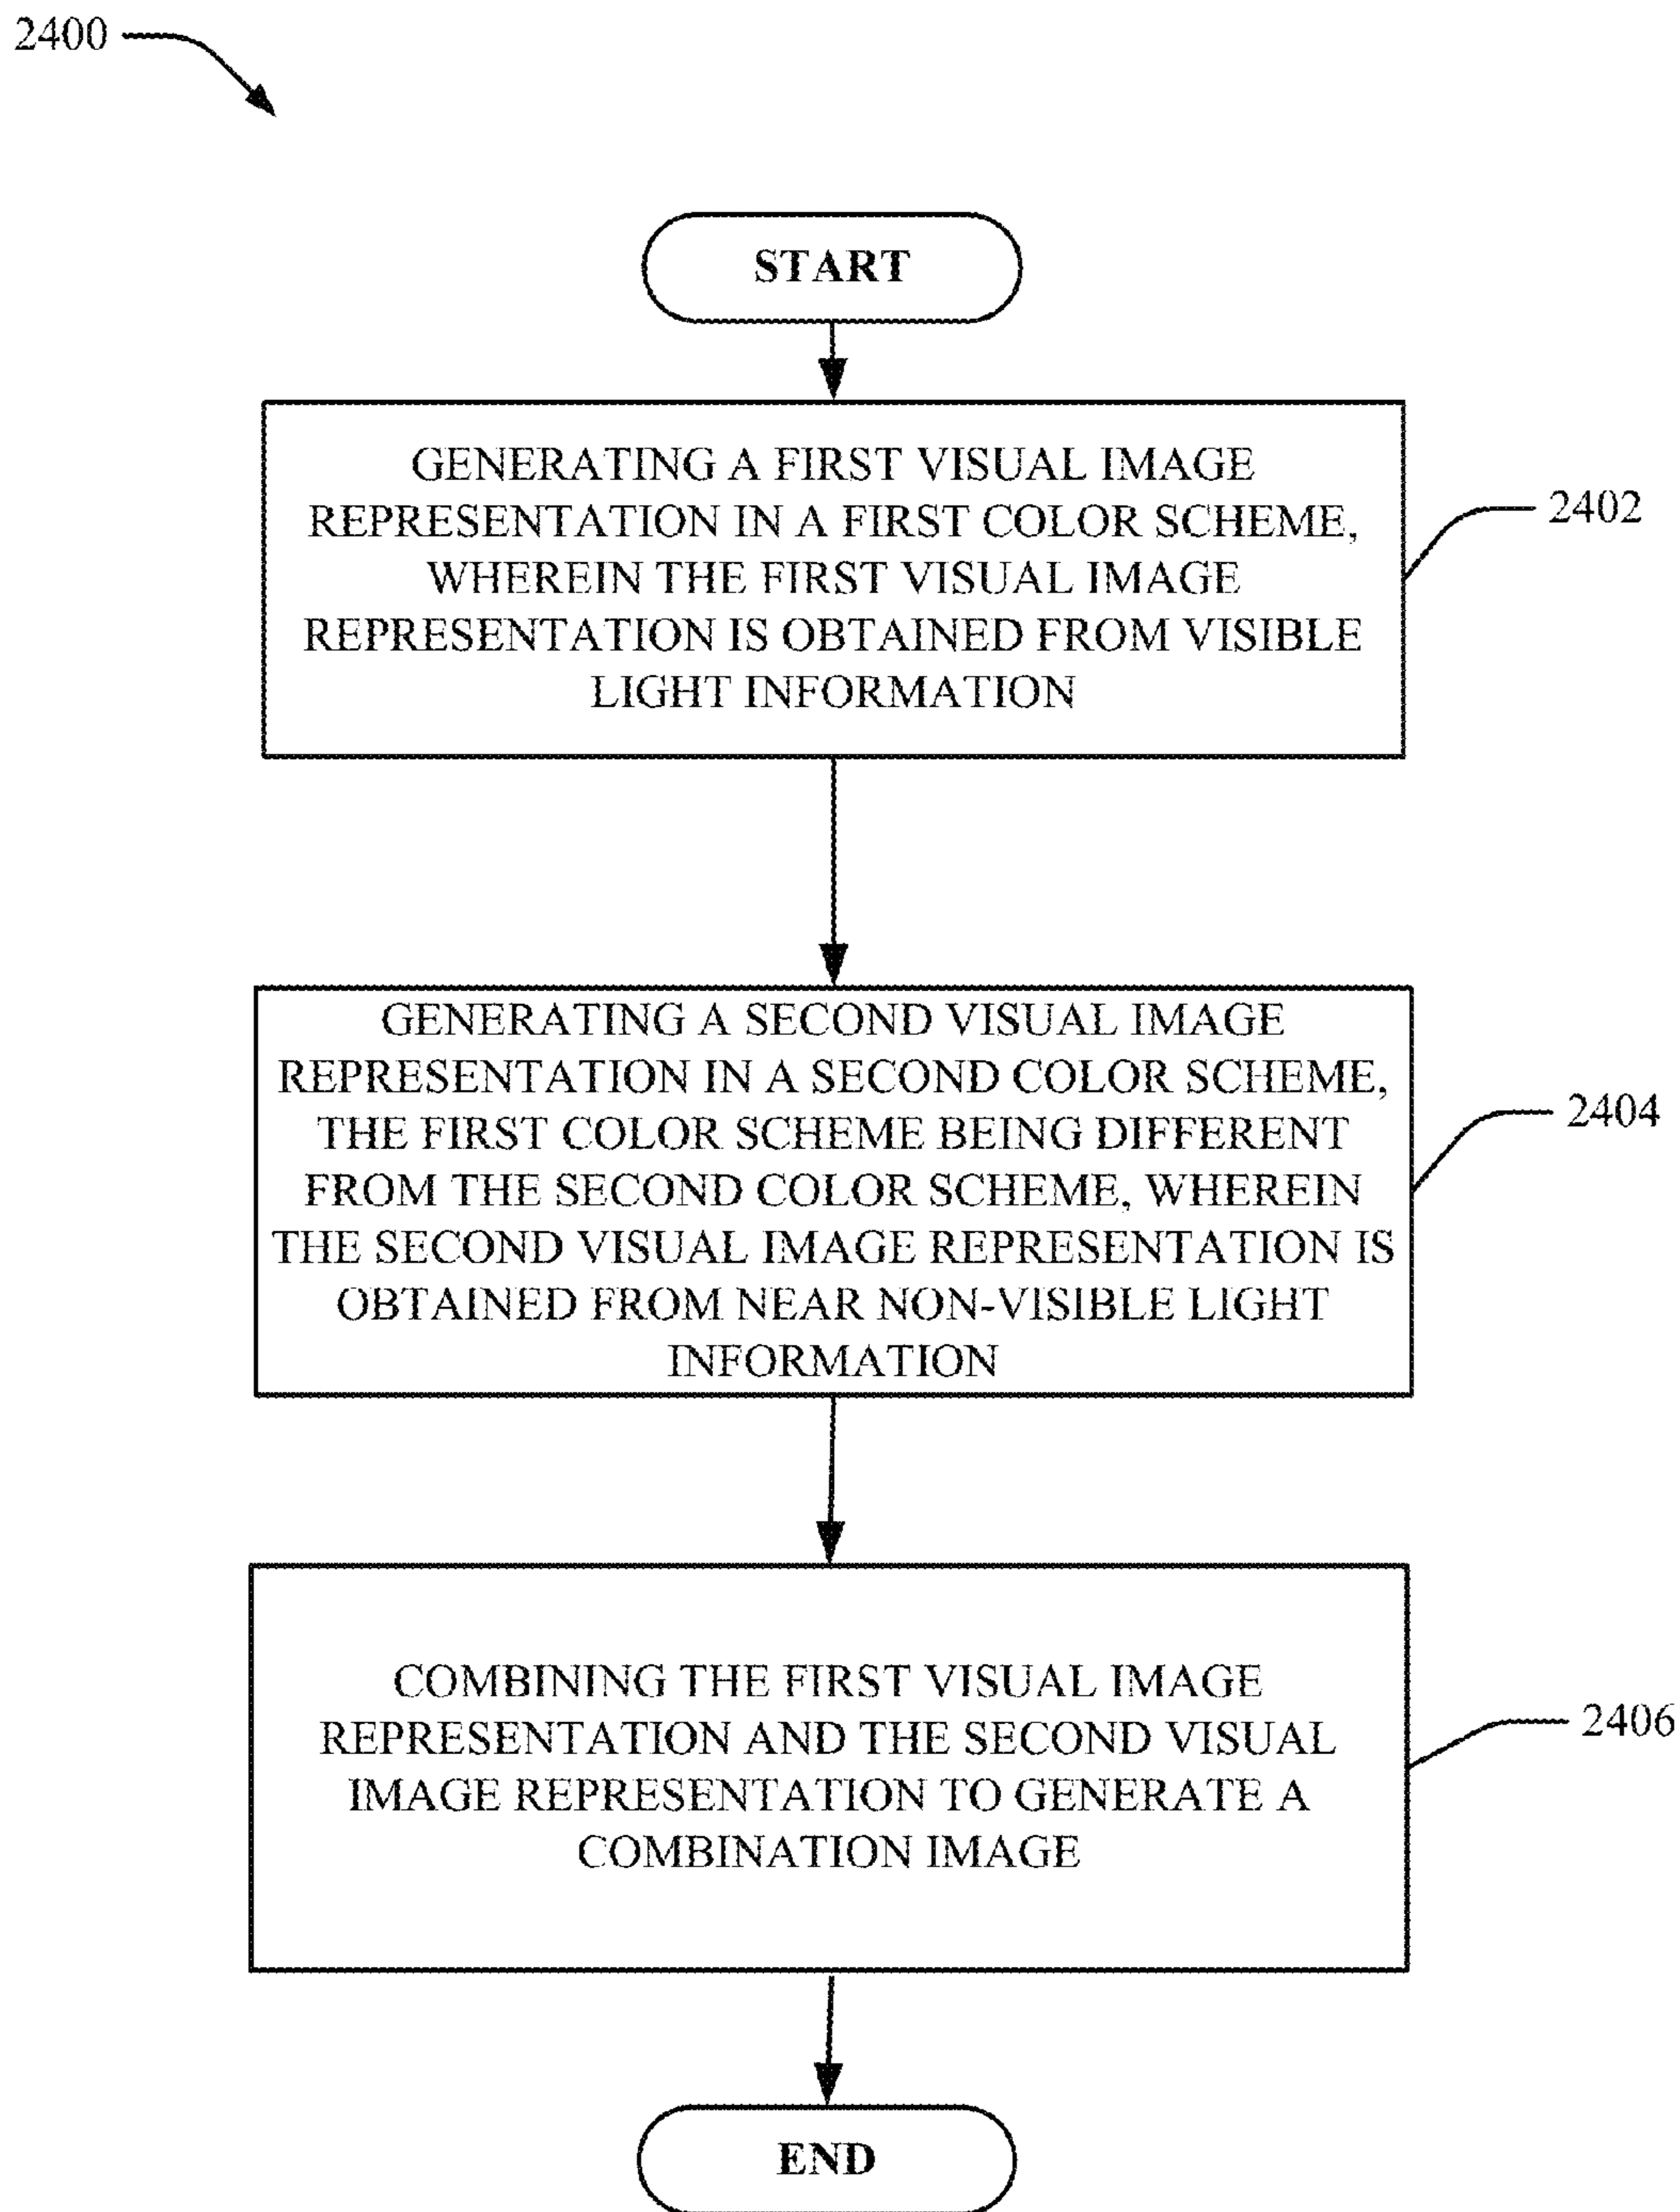 2400
START
GENERATING A FIRST VISUAL IMAGE
REPRESENTATION IN A FIRST COLOR SCHEME,
WHEREIN THE FIRST VISUAL IMAGE
REPRESENTATION IS OBTAINED FROM VISIBLE
LIGHT INFORMATION
2402
GENERATING A SECOND VISUAL IMAGE
REPRESENTATION IN A SECOND COLOR SCHEME,
THE FIRST COLOR SCHEME BEING DIFFERENT
FROM THE SECOND COLOR SCHEME, WHEREIN
THE SECOND VISUAL IMAGE REPRESENTATION IS
OBTAINED FROM NEAR NON-VISIBLE LIGHT
INFORMATION
2404
COMBINING THE FIRST VISUAL IMAGE
REPRESENTATION AND THE SECOND VISUAL
IMAGE REPRESENTATION TO GENERATE A
COMBINATION IMAGE
2406
END